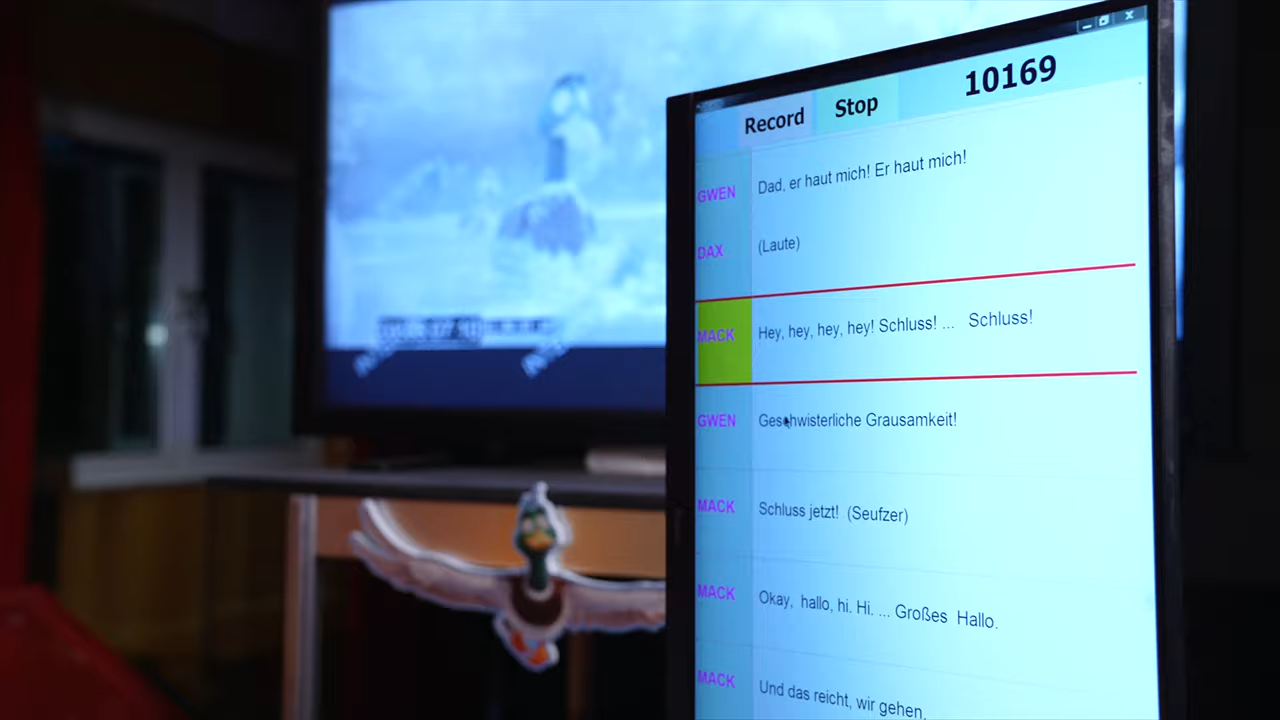 10169
Record Stop
GWEN Dad, er haut mich! Er haut mich!
DAX (Laute)
MACK Hey, hey, hey, hey! Schluss! ... Schluss!
GWEN Geschwisterliche Grausamkeit!
MACK Schluss jetzt! (Seufzer)
MACK Okay, hallo, hi. Hi. ... Großes Hallo.
MACK Und das reicht, wir gehen.